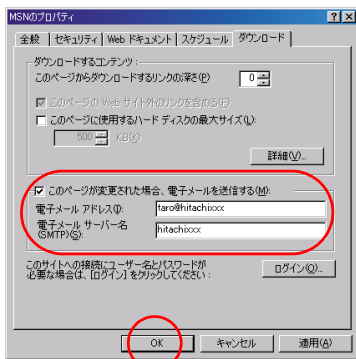 MSNのプロパティ
全般 セキュリティ Web ドキュメント スケジュール ダウンロード
ダウンロードするコンテンツ :
このページからダウンロードするリンクの深さ(P) 0
このページの Web サイト外のリンクを含める(F)
このページに使用するハード ディスクの最大サイズ(L):
500 KB(K)
詳細(V)...
このページが変更された場合、電子メールを送信する(M):
電子メール アドレス(I): taro@hitachixxx
電子メール サーバー名 hitachixxx
(SMTP)(S):
このサイトへの接続にユーザー名とパスワードが
必要な場合は、[ログイン] をクリックしてください : ログイン(O)...
OK キャンセル 適用(A)